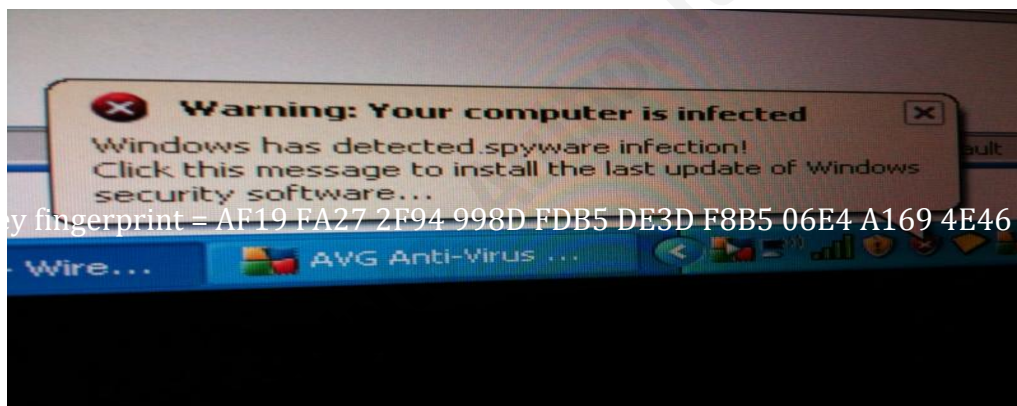 Warning: Your computer is infected
Windows has detected spyware infection!
Click this message to install the last update of Windows
security software...
ey fingerprint = AF19 FA27 2F94 998D FDB5 DE3D F8B5 06E4 A169 4E46
Wire...
AVG Anti-Virus ...